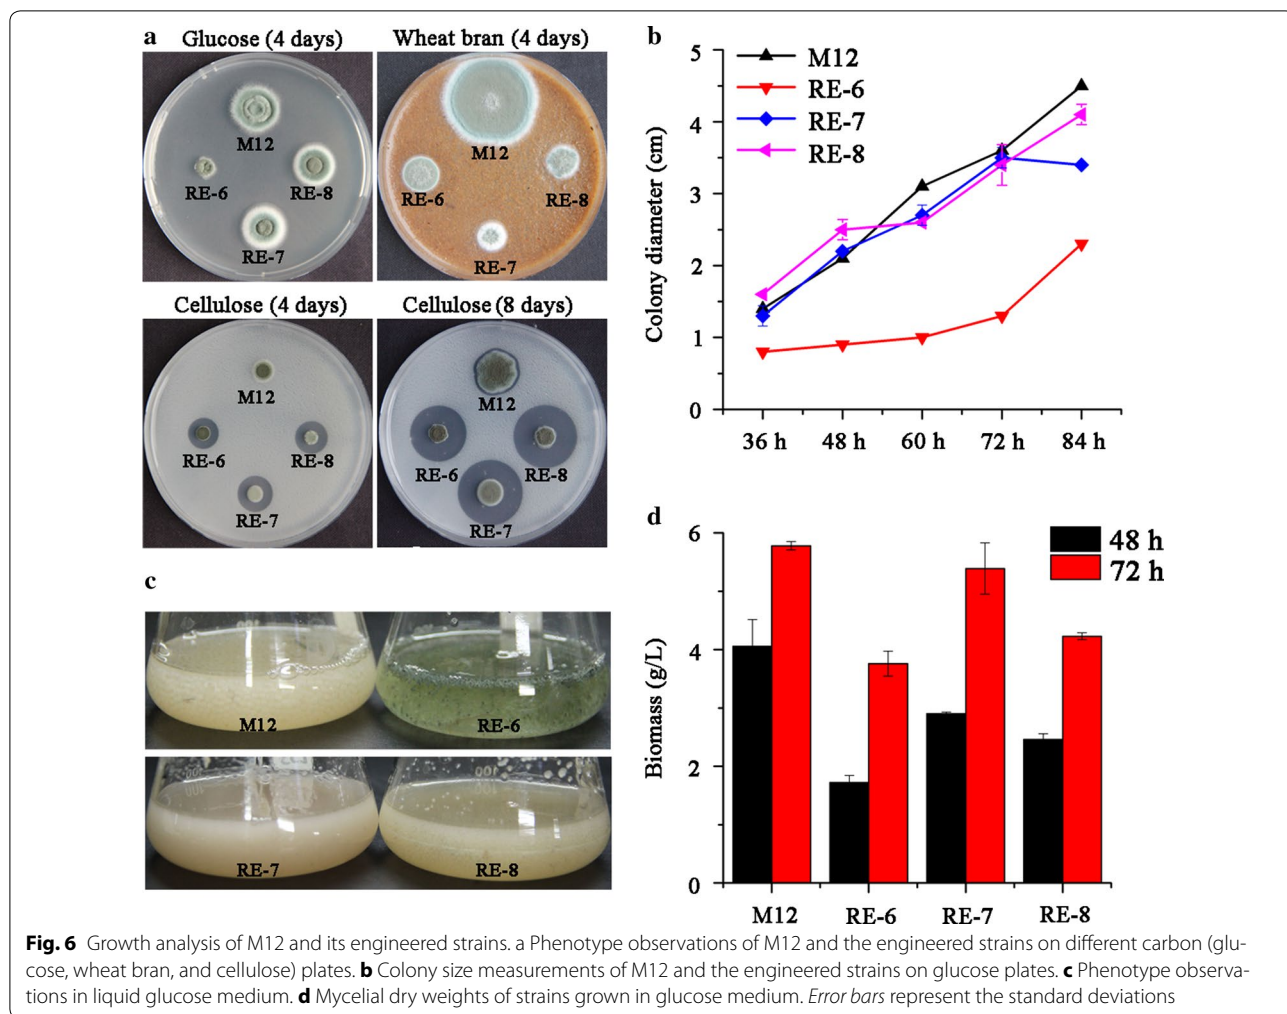 a
Glucose (4 days)
Wheat bran (4 days)
M12
RE-6
RE-8
RE-7
M12
RE-6
RE-8
RE-7
Cellulose (4 days)
Cellulose (8 days)
M12
RE-6
RE-8
RE-7
M12
RE-6
RE-8
RE-7
b
M12
RE-6
RE-7
RE-8
Colony diameter (cm)
5
4
3
2
1
0
36 h
48 h
60 h
72 h
84 h
c
M12
RE-6
RE-7
RE-8
d
48 h
72 h
Biomass (g/L)
6
4
2
0
M12
RE-6
RE-7
RE-8
Fig. 6 Growth analysis of M12 and its engineered strains. a Phenotype observations of M12 and the engineered strains on different carbon (glu-
cose, wheat bran, and cellulose) plates. b Colony size measurements of M12 and the engineered strains on glucose plates. c Phenotype observa-
tions in liquid glucose medium. d Mycelial dry weights of strains grown in glucose medium. Error bars represent the standard deviations